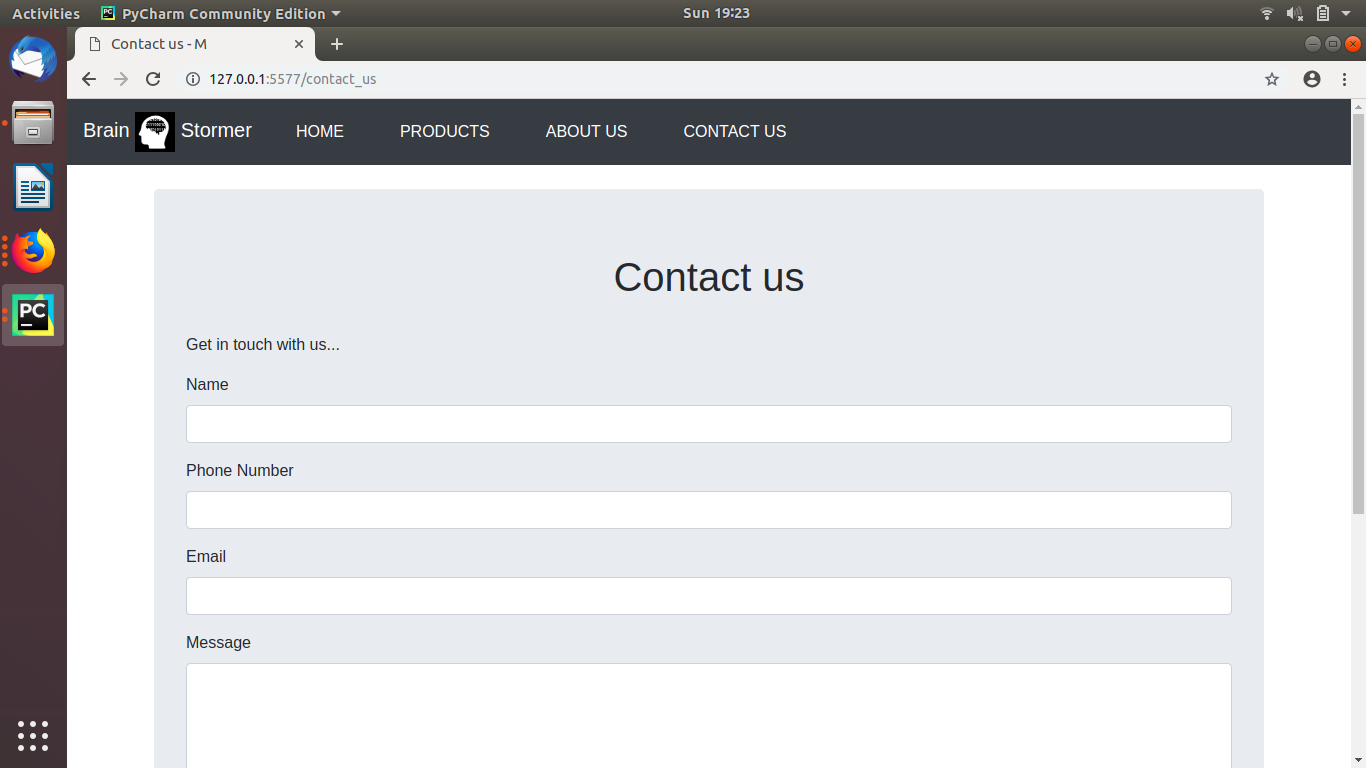 Activities PyCharm Community Edition Sun 19:23
Contact us - M
127.0.0.1:5577/contact_us
Brain Stormer HOME PRODUCTS ABOUT US CONTACT US
Contact us
Get in touch with us...
Name
Phone Number
Email
Message
PC